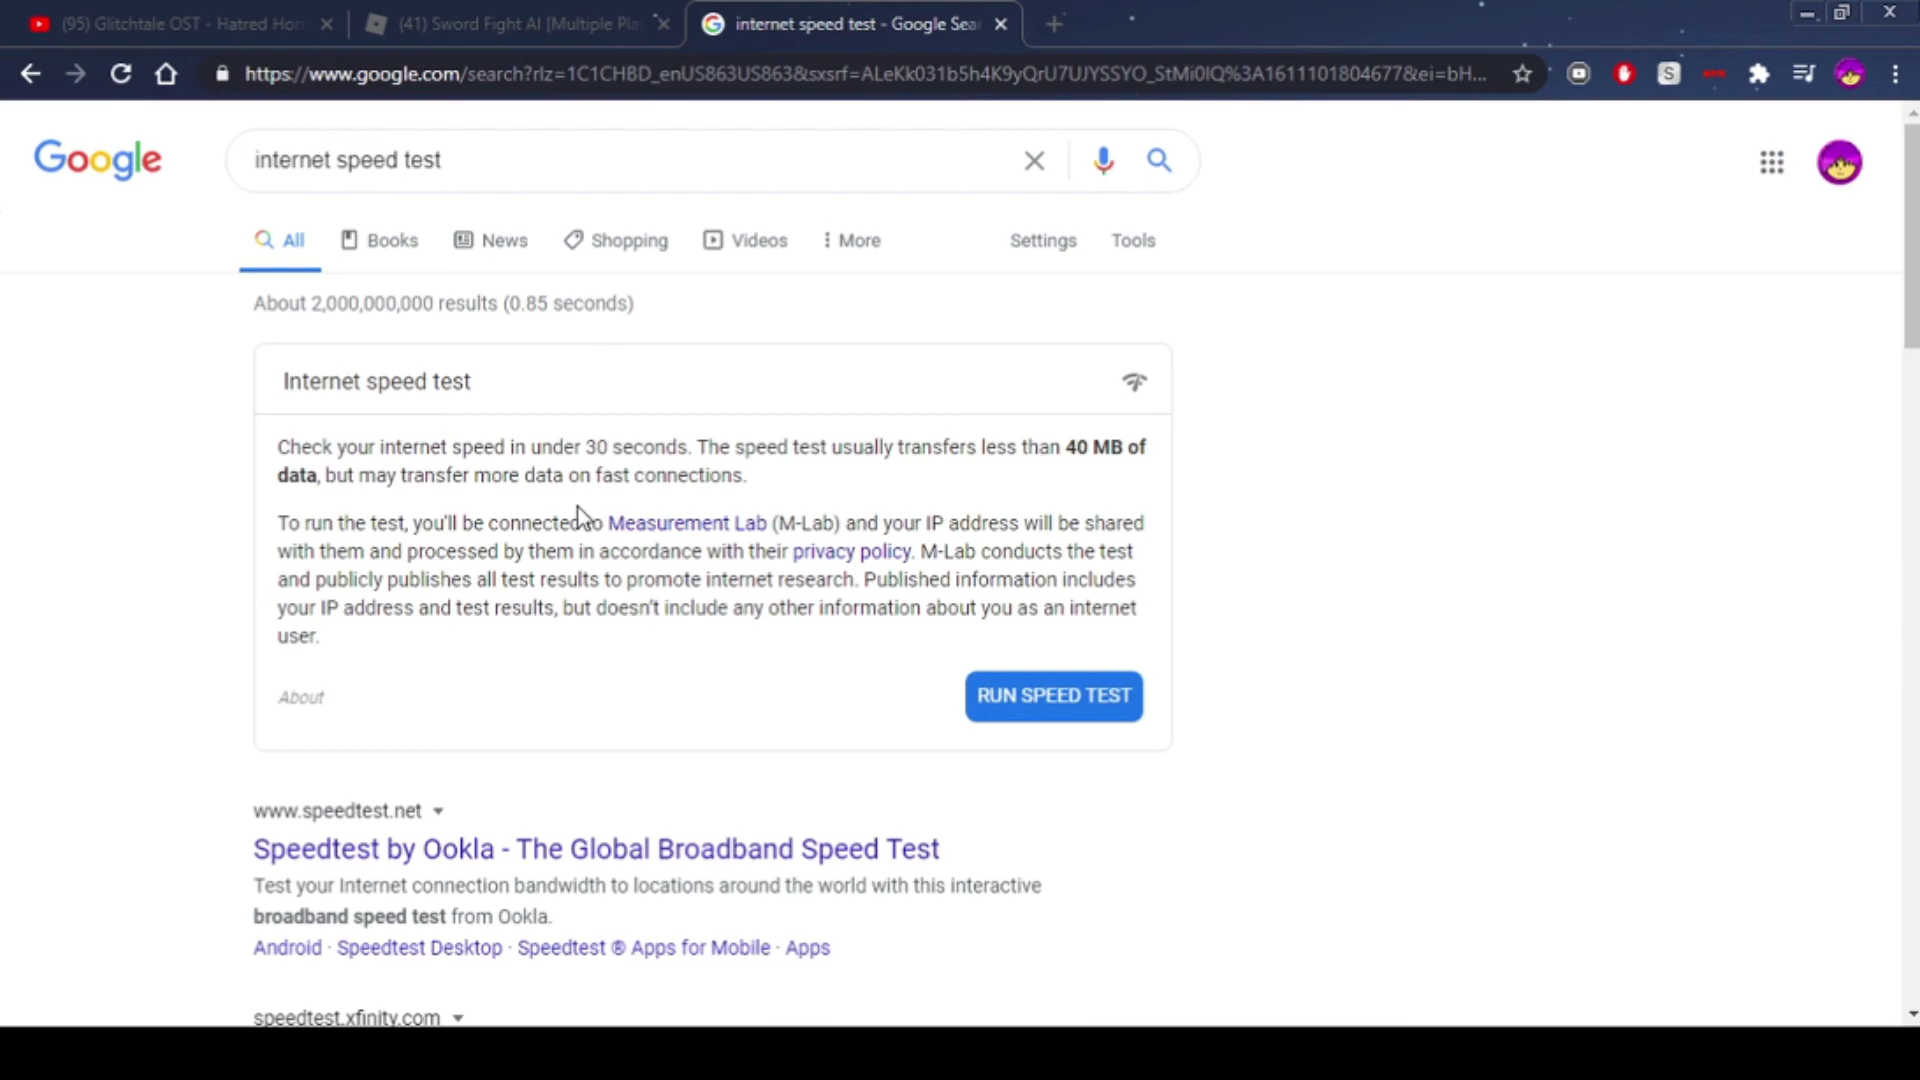 (95) Glitchtale OST - Hatred Hor
(41) Sword Fight AI [Multiple Pla
internet speed test - Google Sea
https://www.google.com/search?rlz=1C1CHBD_enUS863US863&sxsrf=ALeKk031b5h4K9yQrU7UJYSSYO_StMi0IQ%3A1611101804677&ei=bH...
S
Google
internet speed test
All
Books
News
Shopping
Videos
More
Settings
Tools
About 2,000,000,000 results (0.85 seconds)
Internet speed test
Check your internet speed in under 30 seconds. The speed test usually transfers less than 40 MB of
data, but may transfer more data on fast connections.
To run the test, you'll be connected to Measurement Lab (M-Lab) and your IP address will be shared
with them and processed by them in accordance with their privacy policy. M-Lab conducts the test
and publicly publishes all test results to promote internet research. Published information includes
your IP address and test results, but doesn't include any other information about you as an internet
user.
About
RUN SPEED TEST
www.speedtest.net
Speedtest by Ookla - The Global Broadband Speed Test
Test your Internet connection bandwidth to locations around the world with this interactive
broadband speed test from Ookla.
Android · Speedtest Desktop · Speedtest ® Apps for Mobile · Apps
speedtest.xfinity.com